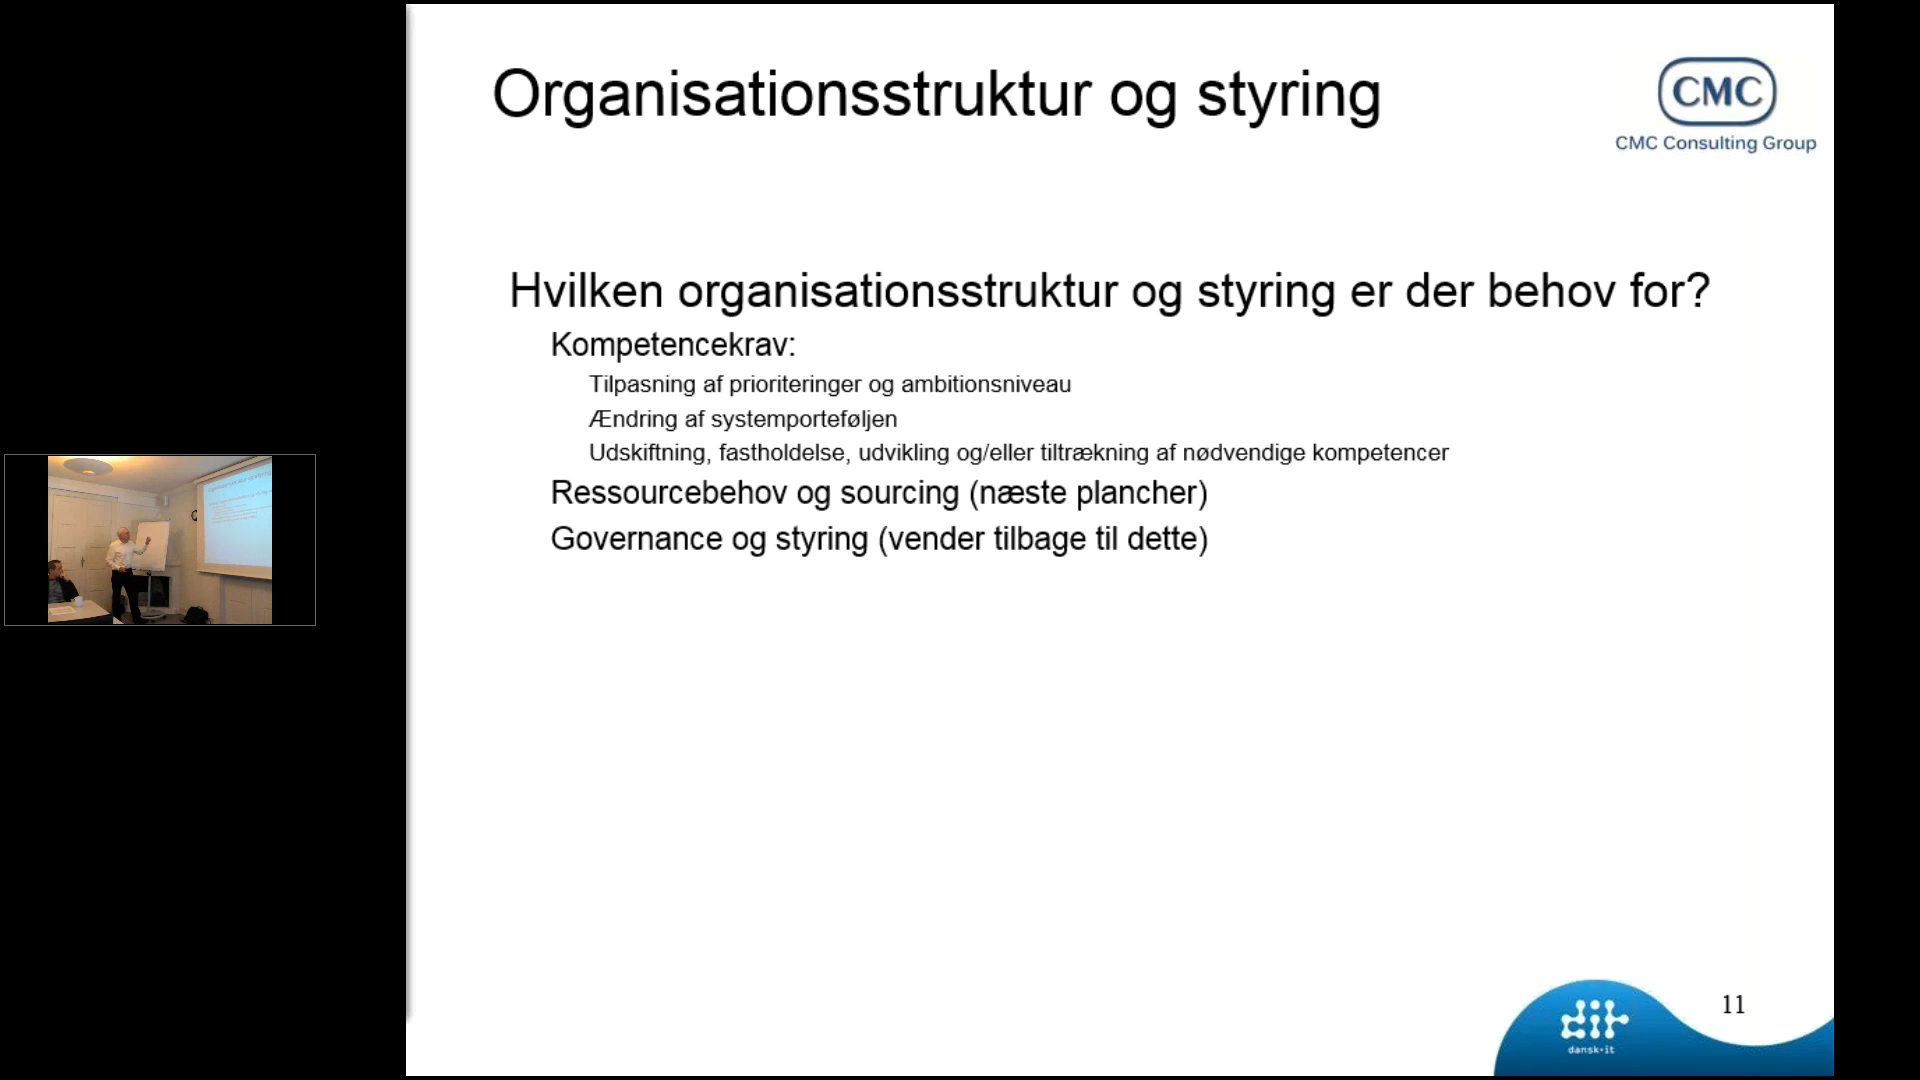 Organisationsstruktur og styring
CMC
CMC Consulting Group
Hvilken organisationsstruktur og styring er der behov for?
Kompetencekrav:
Tilpasning af prioriteringer og ambitionsniveau
Ændring af systemporteføljen
Udskiftning, fastholdelse, udvikling og/eller tiltrækning af nødvendige kompetencer
Ressourcebehov og sourcing (næste plancher)
Governance og styring (vender tilbage til dette)
11
dit
dansk-it